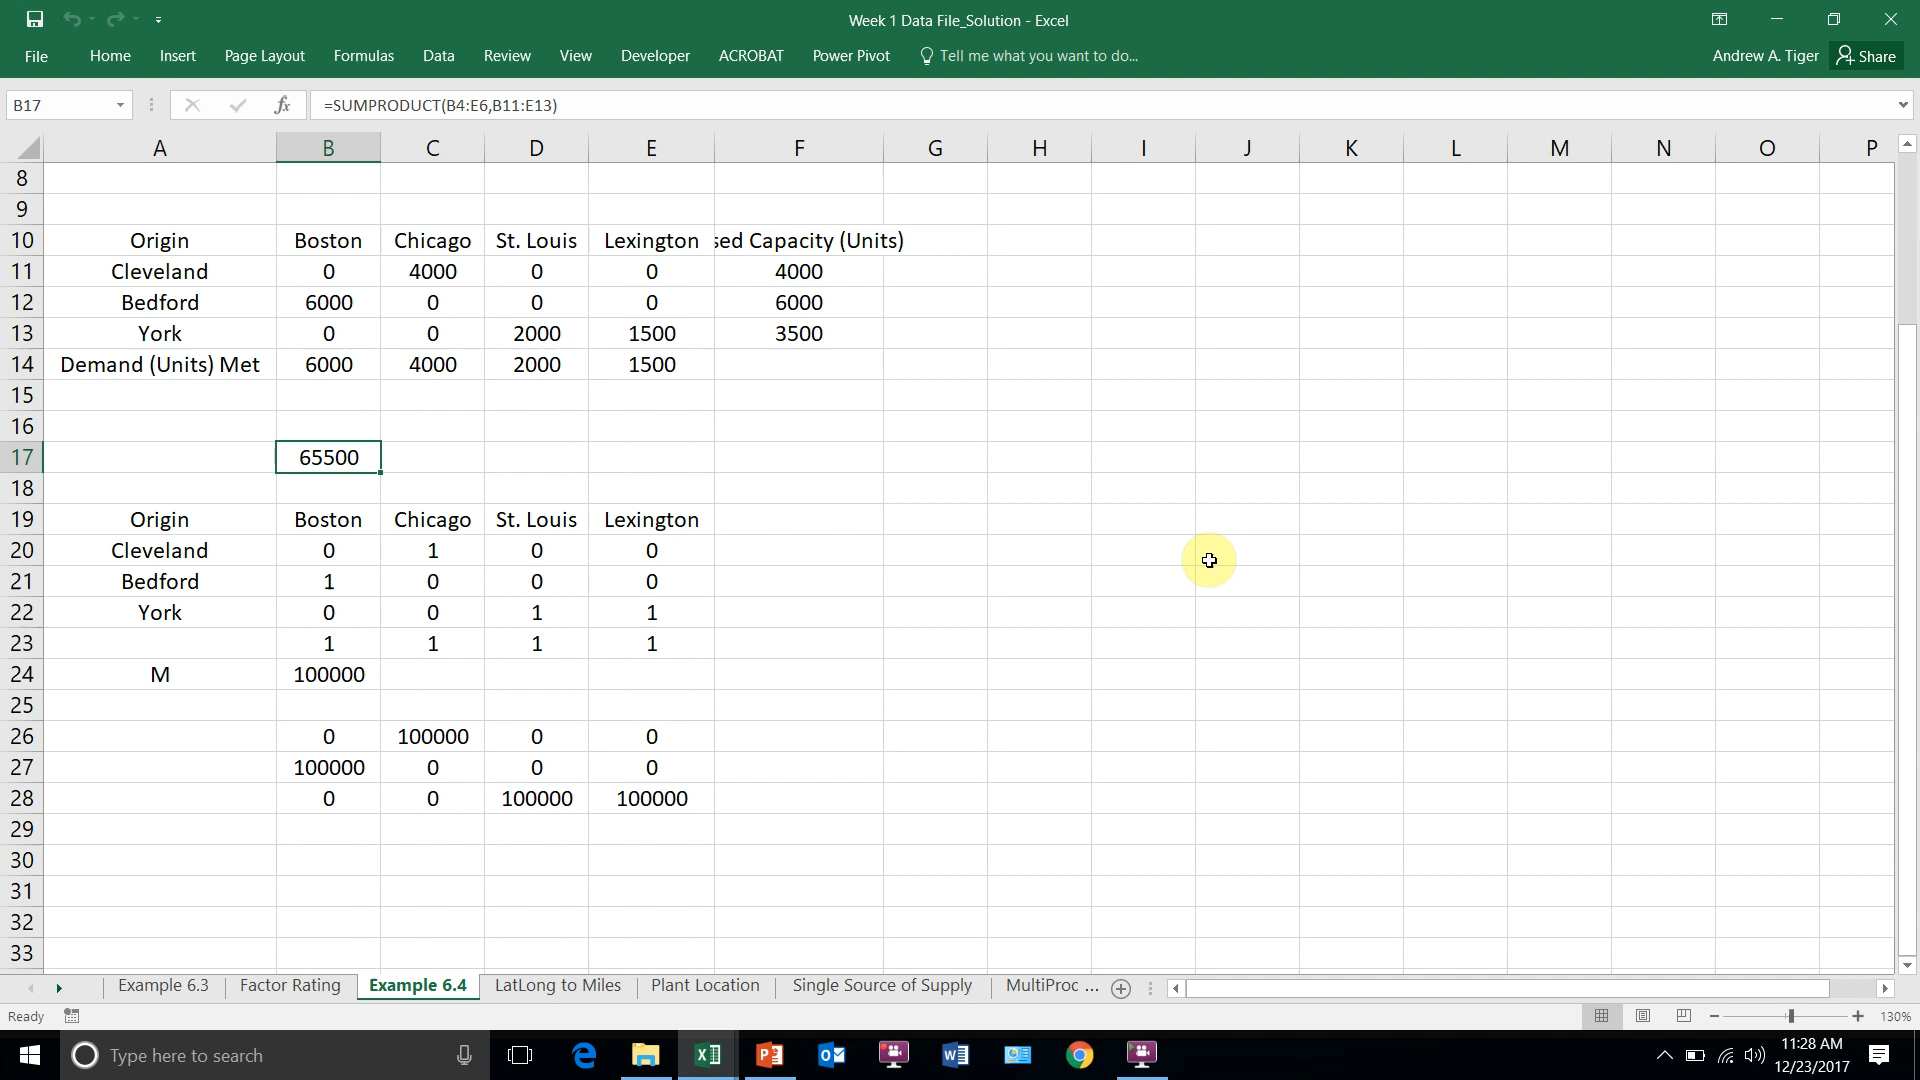 Week 1 Data File_Solution - Excel
File Home Insert Page Layout Formulas Data Review View Developer ACROBAT Power Pivot Tell me what you want to do... Andrew A. Tiger Share
B17 fx =SUMPRODUCT(B4:E6,B11:E13)
A B C D E F G H I J K L M N O P
8
9
10 Origin Boston Chicago St. Louis Lexington sed Capacity (Units)
11 Cleveland 0 4000 0 0 4000
12 Bedford 6000 0 0 0 6000
13 York 0 0 2000 1500 3500
14 Demand (Units) Met 6000 4000 2000 1500
15
16
17 65500
18
19 Origin Boston Chicago St. Louis Lexington
20 Cleveland 0 1 0 0
21 Bedford 1 0 0 0
22 York 0 0 1 1
23 1 1 1 1
24 M 100000
25
26 0 100000 0 0
27 100000 0 0 0
28 0 0 100000 100000
29
30
31
32
33
Example 6.3 Factor Rating Example 6.4 LatLong to Miles Plant Location Single Source of Supply MultiProc ...
Ready 130%
Type here to search 11:28 AM
12/23/2017